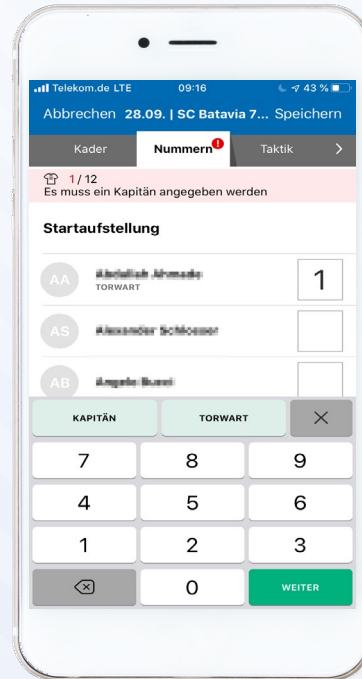 Telekom.de LTE 09:16 43 %
Abbrechen 28.09. | SC Batavia 7... Speichern
Kader Nummern ! Taktik >
1 / 12
Es muss ein Kapitän angegeben werden
Startaufstellung
AA
TORWART
1
AS
AB
KAPITÄN TORWART
7 8 9
4 5 6
1 2 3
0 WEITER